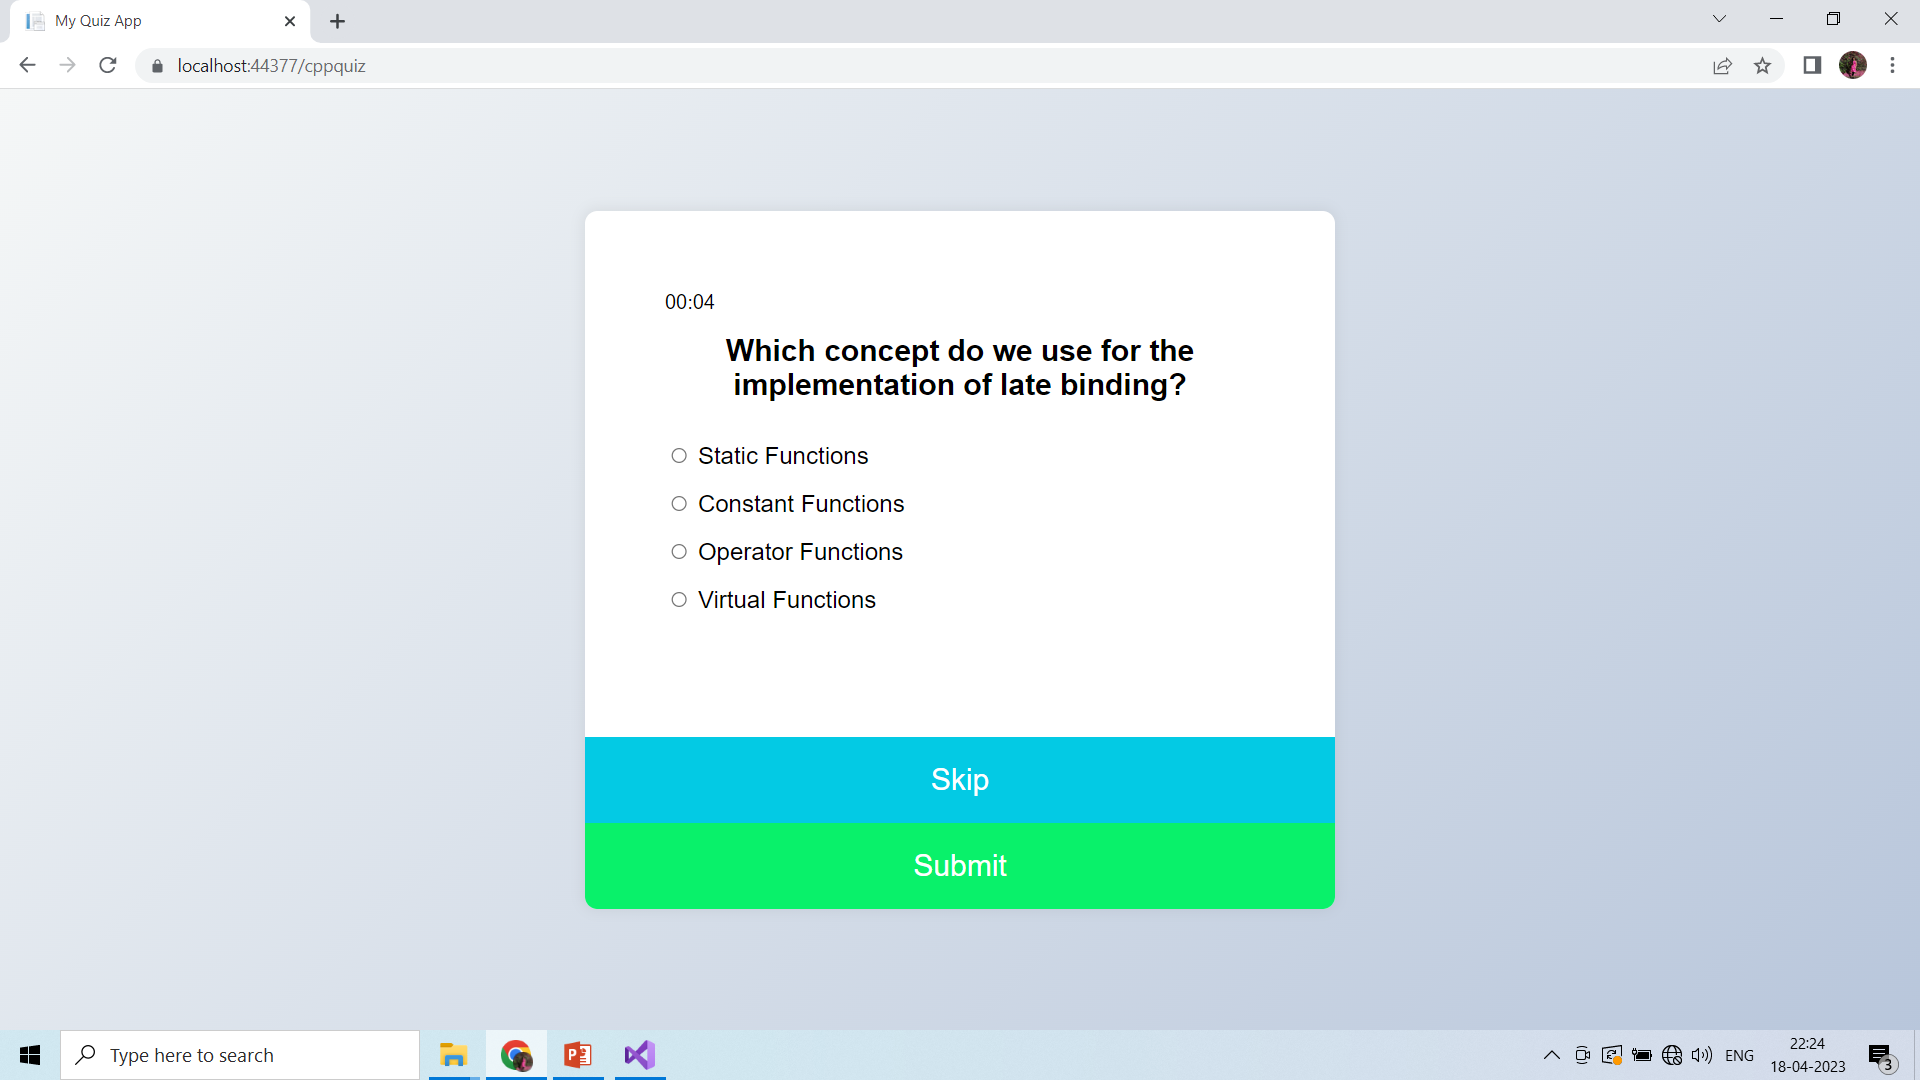 My Quiz App
localhost:44377/cppquiz
00:04
Which concept do we use for the
implementation of late binding?
Static Functions
Constant Functions
Operator Functions
Virtual Functions
Skip
Submit
Type here to search
ENG
22:24
18-04-2023
3